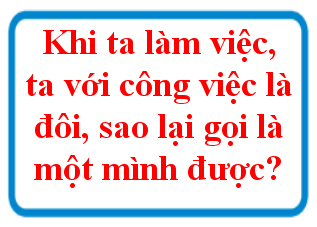 Khi ta làm việc,
ta với công việc là
đôi, sao lại gọi là
một mình được?